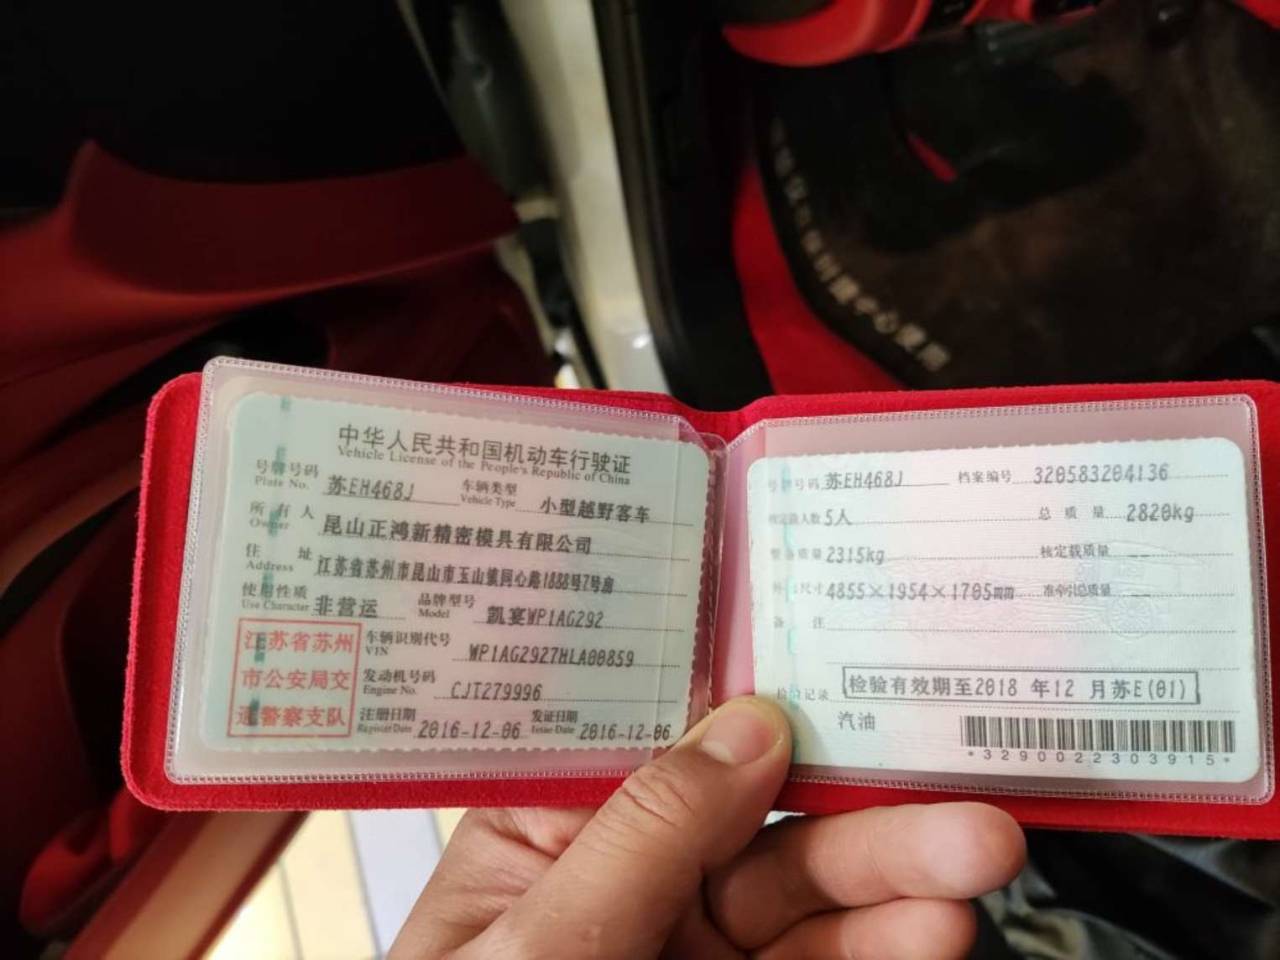 中华人民共和国机动车行驶证
Vehicle License of the People's Republic of China
号牌号码 苏EH468J 车辆类型 小型越野客车
Plate No. Vehicle Type
所有人 昆山正鸿新精密模具有限公司
Owner
住址 江苏省苏州市昆山市玉山镇同心路1888号7号房
Address
使用性质 非营运 品牌型号 凯宴WP1AG292
Use Character Model
江苏省苏州
市公安局交
通警察支队
车辆识别代号 WP1AG2927HLA00859
VIN
发动机号码 CJT279996
Engine No.
注册日期 2016-12-06 发证日期 2016-12-06
Register Date Issue Date
号牌号码 苏EH468J 档案编号 320583204136
核定载人数 5人 总质量 2820kg
整备质量 2315kg 核定载质量 --
外廓尺寸 4855×1954×1705mm 准牵引总质量 --
备注
检验记录 检验有效期至2018年12月苏E(01)
汽油
*3290022303915*